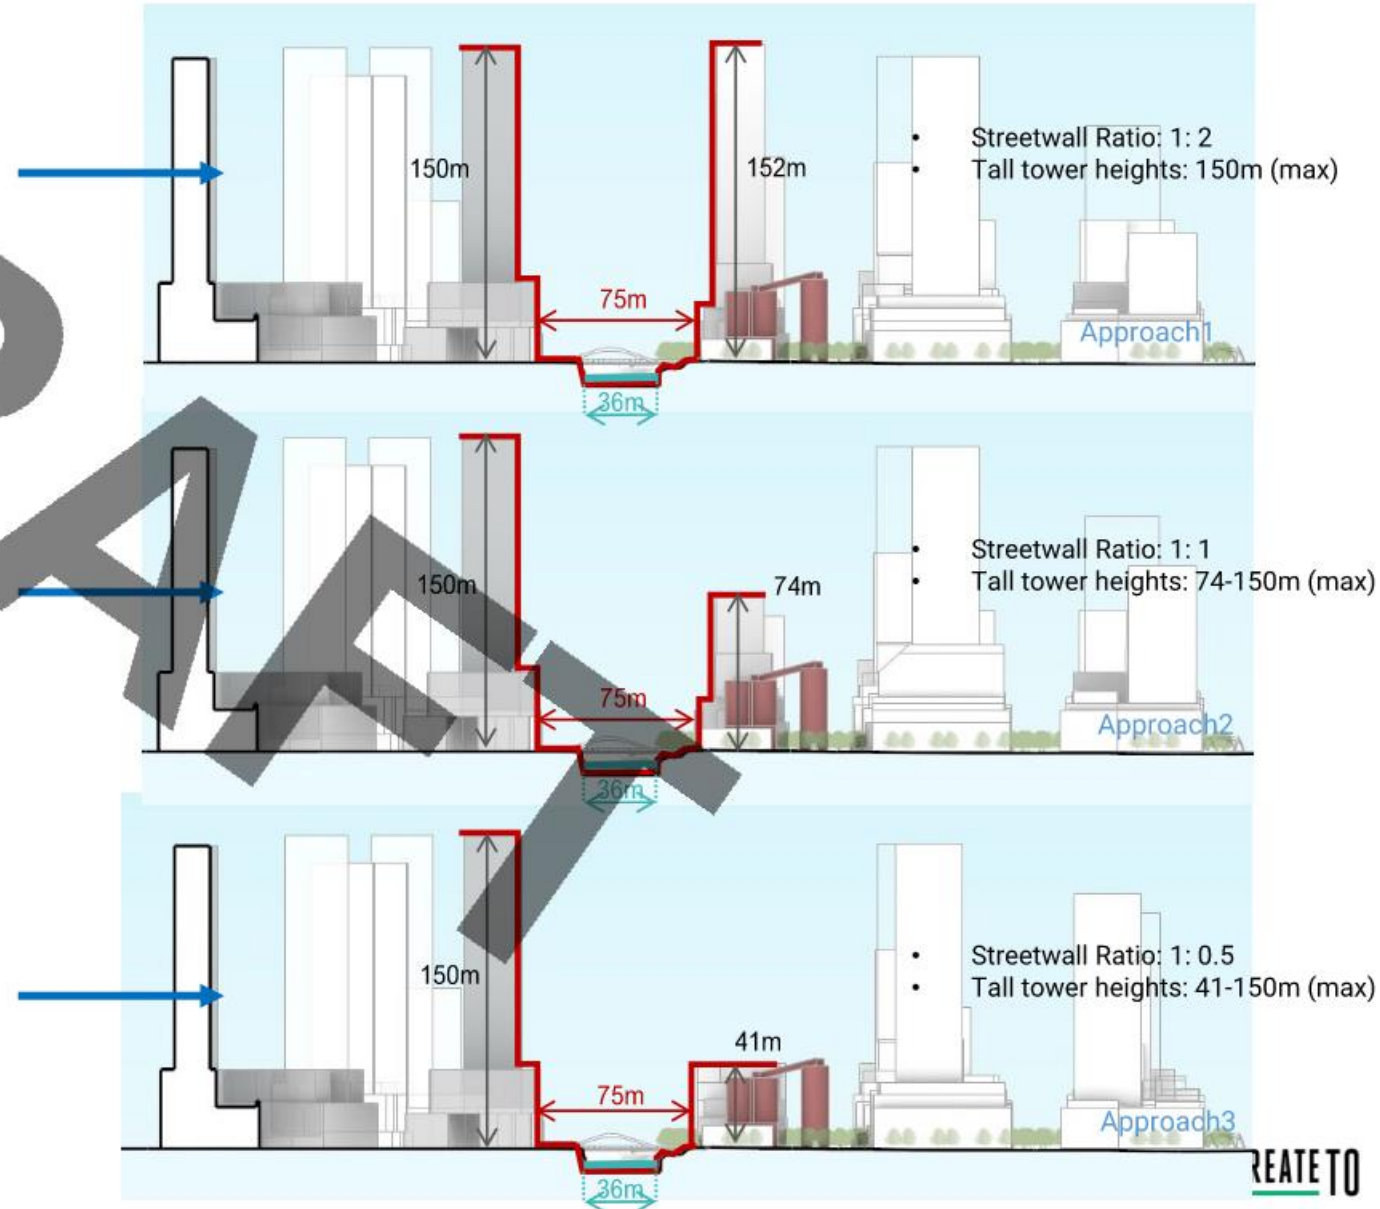 150m
152m
• Streetwall Ratio: 1: 2
• Tall tower heights: 150m (max)
75m
Approach1
36m
150m
74m
• Streetwall Ratio: 1: 1
• Tall tower heights: 74-150m (max)
75m
Approach2
36m
150m
41m
• Streetwall Ratio: 1: 0.5
• Tall tower heights: 41-150m (max)
75m
Approach3
36m
REATE TO
RAFT